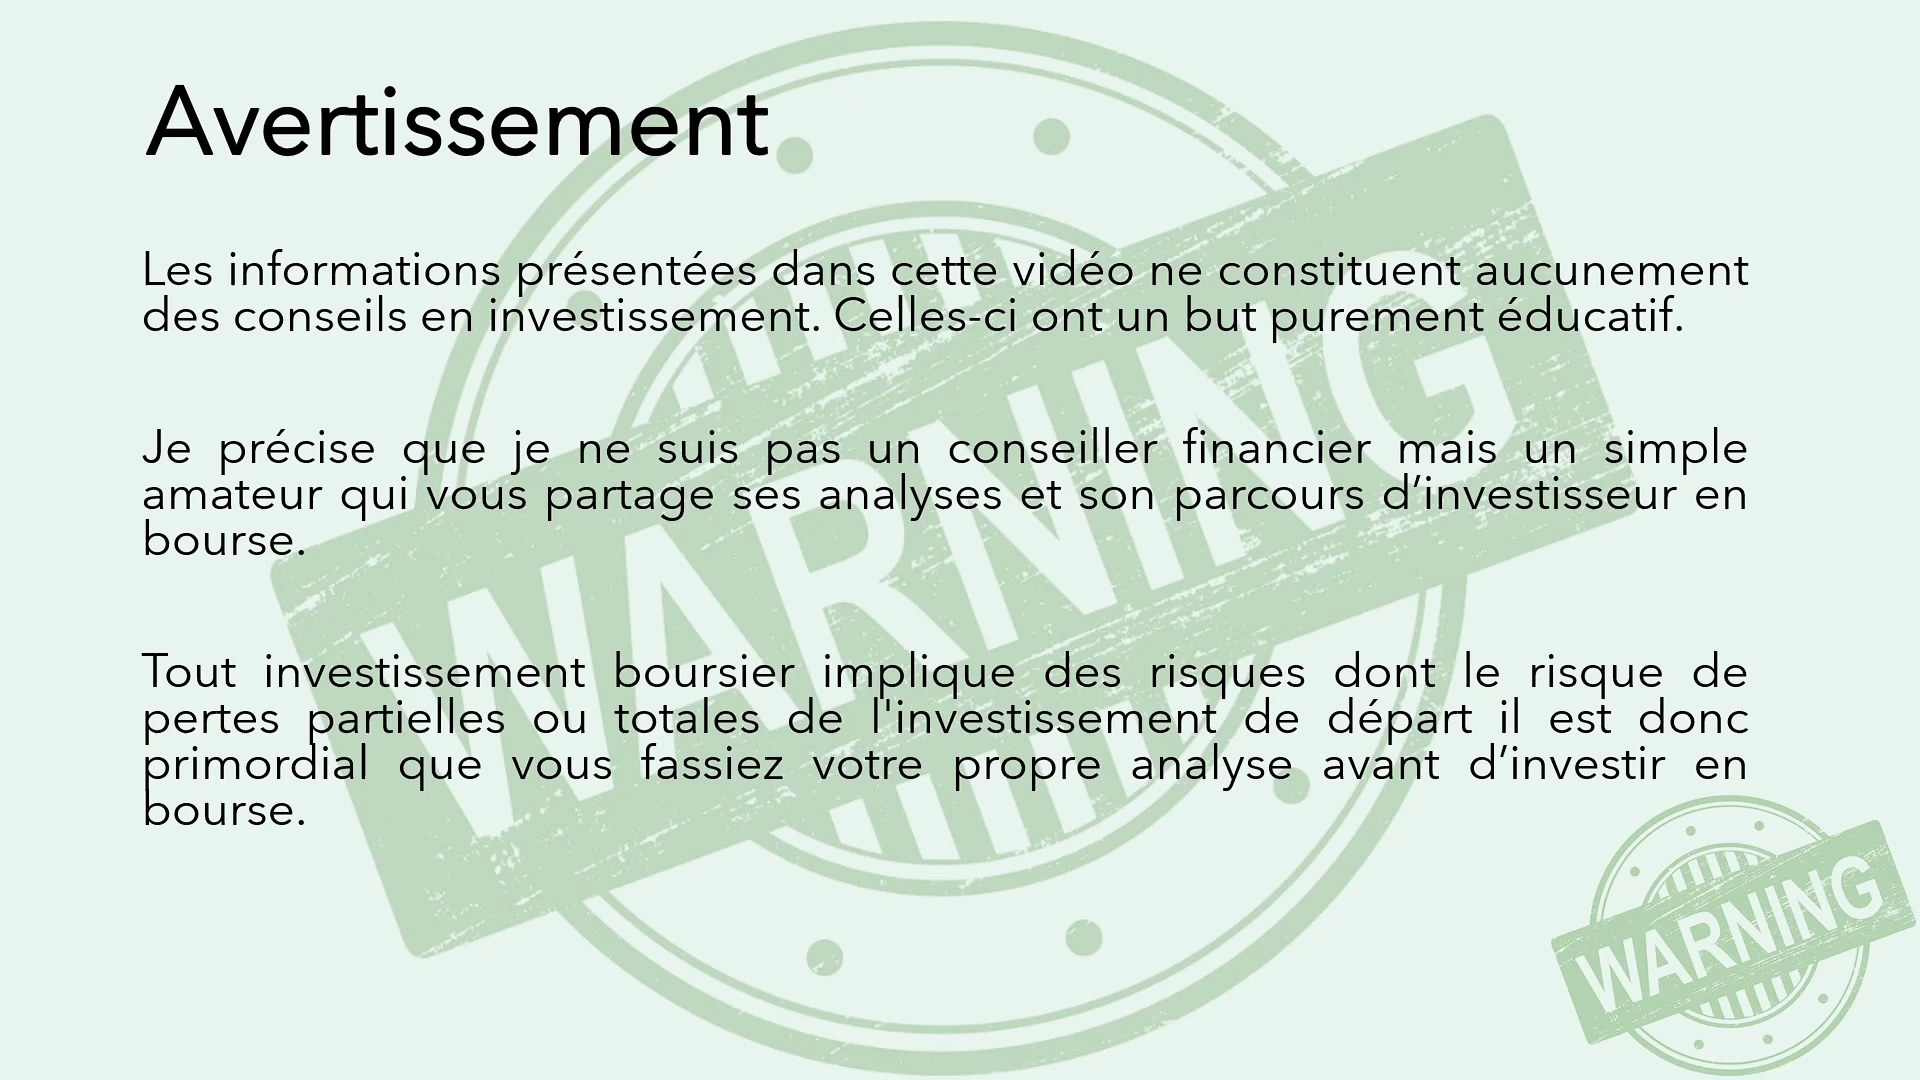 Avertissement
Les informations présentées dans cette vidéo ne constituent aucunement
des conseils en investissement. Celles-ci ont un but purement éducatif.
Je précise que je ne suis pas un conseiller financier mais un simple
amateur qui vous partage ses analyses et son parcours d’investisseur en
bourse.
Tout investissement boursier implique des risques dont le risque de
pertes partielles ou totales de l'investissement de départ il est donc
primordial que vous fassiez votre propre analyse avant d’investir en
bourse.
WARNING
WARNING